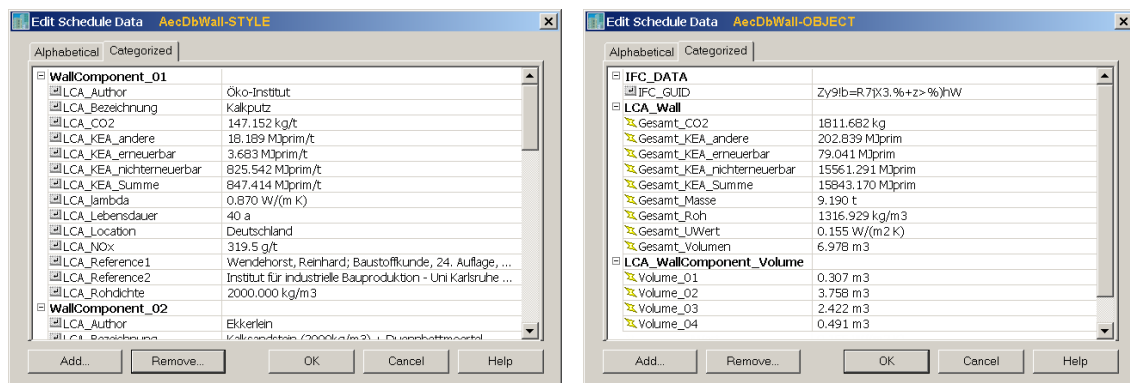 Edit Schedule Data AecDbWall-STYLE
Alphabetical Categorized
WallComponent_01
LCA_Author Öko-Institut
LCA_Bezeichnung Kalkputz
LCA_CO2 147.152 kg/t
LCA_KEA_andere 18.189 MJprim/t
LCA_KEA_erneuerbar 3.683 MJprim/t
LCA_KEA_nichterneuerbar 825.542 MJprim/t
LCA_KEA_Summe 847.414 MJprim/t
LCA_lambda 0.870 W/(m K)
LCA_Lebensdauer 40 a
LCA_Location Deutschland
LCA_NOx 319.5 g/t
LCA_Reference1 Wendehorst, Reinhard; Baustoffkunde, 24. Auflage, ...
LCA_Reference2 Institut für industrielle Bauproduktion - Uni Karlsruhe ...
LCA_Rohdichte 2000.000 kg/m3
WallComponent_02
LCA_Author Ekkerlein
LCA_Bezeichnung Kalksandstein (2000kg/m3) + Duennbettmoertel
Add... Remove... OK Cancel Help
Edit Schedule Data AecDbWall-OBJECT
Alphabetical Categorized
IFC_DATA
IFC_GUID Zy9!b=R7jX3.%+z>%)hW
LCA_Wall
Gesamt_CO2 1811.682 kg
Gesamt_KEA_andere 202.839 MJprim
Gesamt_KEA_erneuerbar 79.041 MJprim
Gesamt_KEA_nichterneuerbar 15561.291 MJprim
Gesamt_KEA_Summe 15843.170 MJprim
Gesamt_Masse 9.190 t
Gesamt_Roh 1316.929 kg/m3
Gesamt_UWert 0.155 W/(m2 K)
Gesamt_Volumen 6.978 m3
LCA_WallComponent_Volume
Volume_01 0.307 m3
Volume_02 3.758 m3
Volume_03 2.422 m3
Volume_04 0.491 m3
Add... Remove... OK Cancel Help